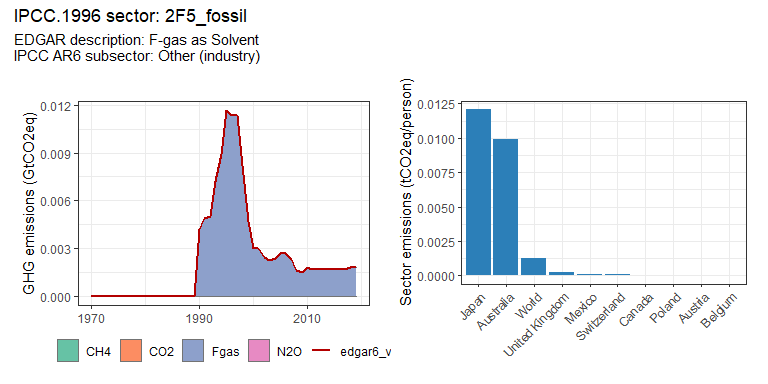 IPCC.1996 sector: 2F5_fossil
EDGAR description: F-gas as Solvent
IPCC AR6 subsector: Other (industry)
GHG emissions (GtCO2eq)
0.012
0.009
0.006
0.003
0.000
1970
1990
2010
CH4
CO2
Fgas
N2O
edgar6_v
Sector emissions (tCO2eq/person)
0.0125
0.0100
0.0075
0.0050
0.0025
0.0000
Japan
Australia
World
United Kingdom
Mexico
Switzerland
Canada
Poland
Austria
Belgium